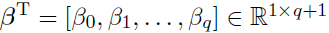 β^T = [β_0, β_1, . . . , β_q] ∈ ℝ^{1×q+1}